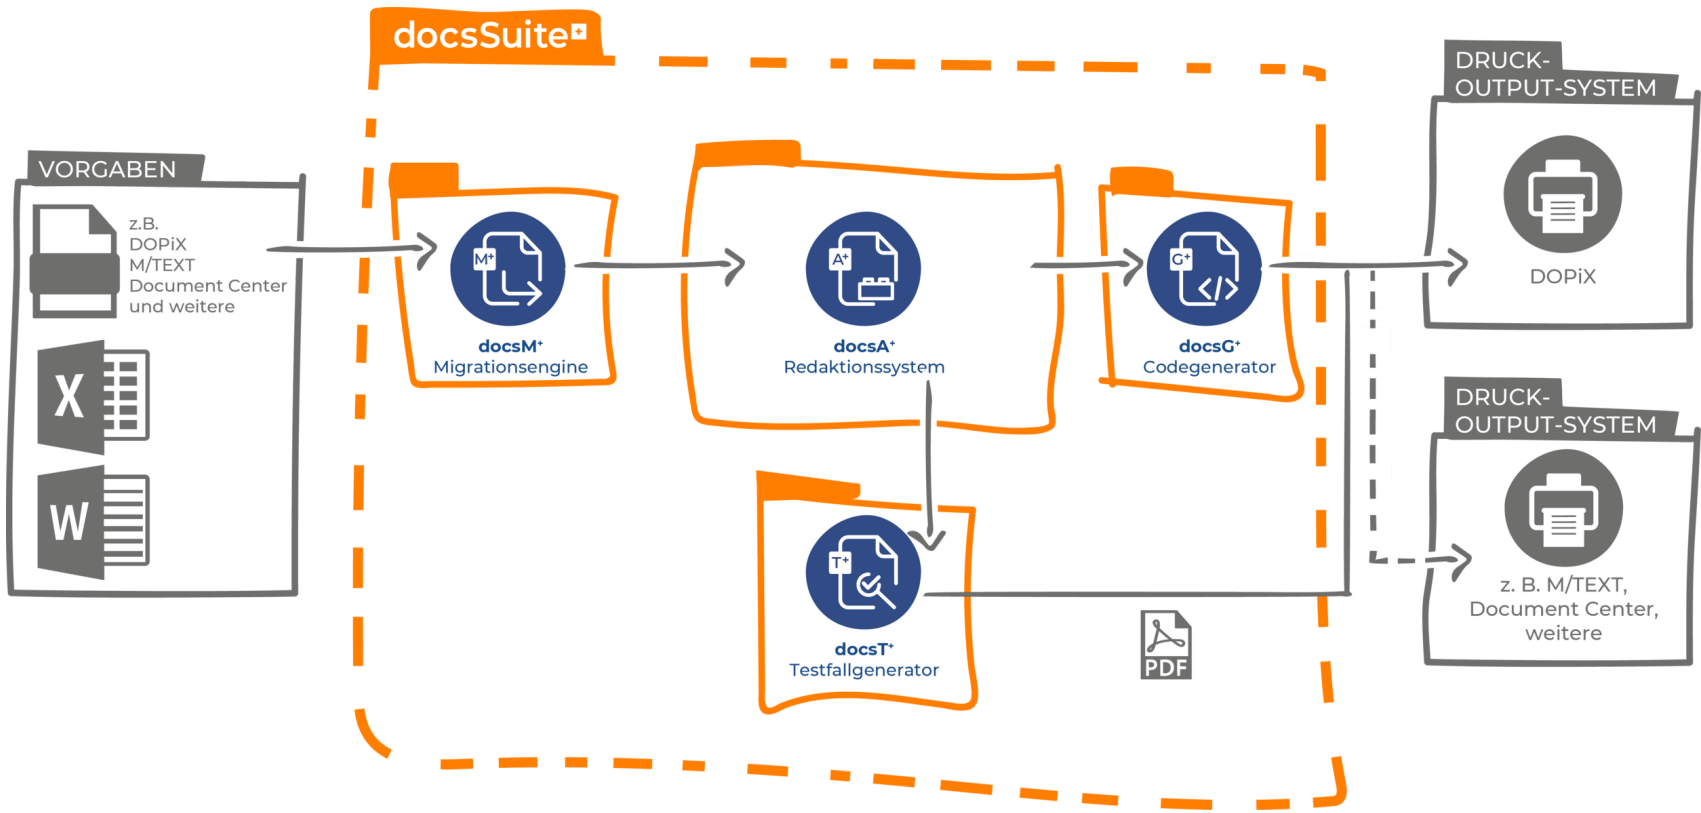 docsSuite+
VORGABEN
z.B.
DOPiX
M/TEXT
Document Center
und weitere
X
W
M+
docsM+
Migrationsengine
A+
docsA+
Redaktionssystem
G+
</>
docsG+
Codegenerator
T+
docsT+
Testfallgenerator
PDF
DRUCK-
OUTPUT-SYSTEM
DOPiX
DRUCK-
OUTPUT-SYSTEM
z. B. M/TEXT,
Document Center,
weitere